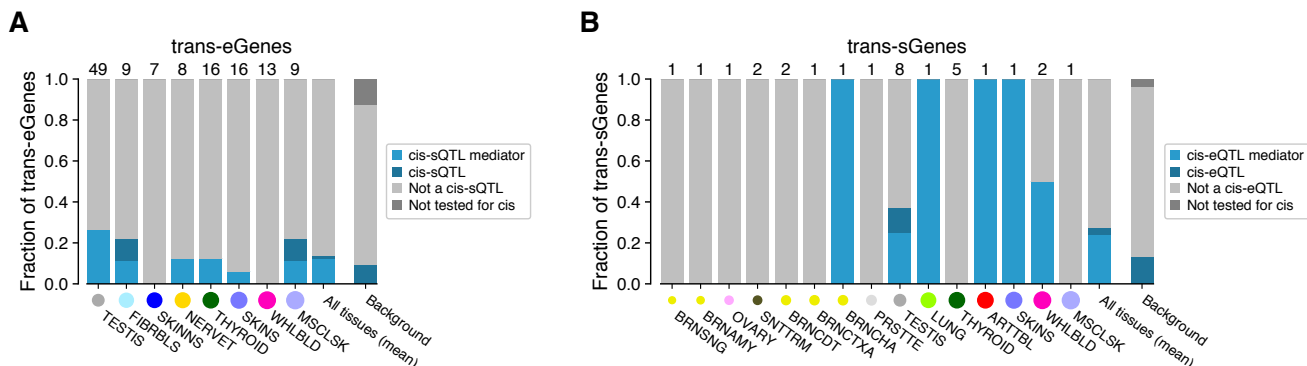 A
trans-eGenes
49 9 7 8 16 16 13 9
Fraction of trans-eGenes
1.0
0.8
0.6
0.4
0.2
0.0
TESTIS
FIBRBLS
SKINNS
NERVET
THYROID
SKINS
WHLBLD
MSCLSK
All tissues (mean)
Background
cis-sQTL mediator
cis-sQTL
Not a cis-sQTL
Not tested for cis
B
trans-sGenes
1 1 1 2 2 1 1 1 8 1 5 1 1 2 1
Fraction of trans-sGenes
1.0
0.8
0.6
0.4
0.2
0.0
BRNSNG
BRNAMY
OVARY
SNTTRM
BRNCDT
BRNCTXA
BRNCHA
PRSTTE
TESTIS
LUNG
THYROID
ARTTBL
SKINS
WHLBLD
MSCLSK
All tissues (mean)
Background
cis-eQTL mediator
cis-eQTL
Not a cis-eQTL
Not tested for cis